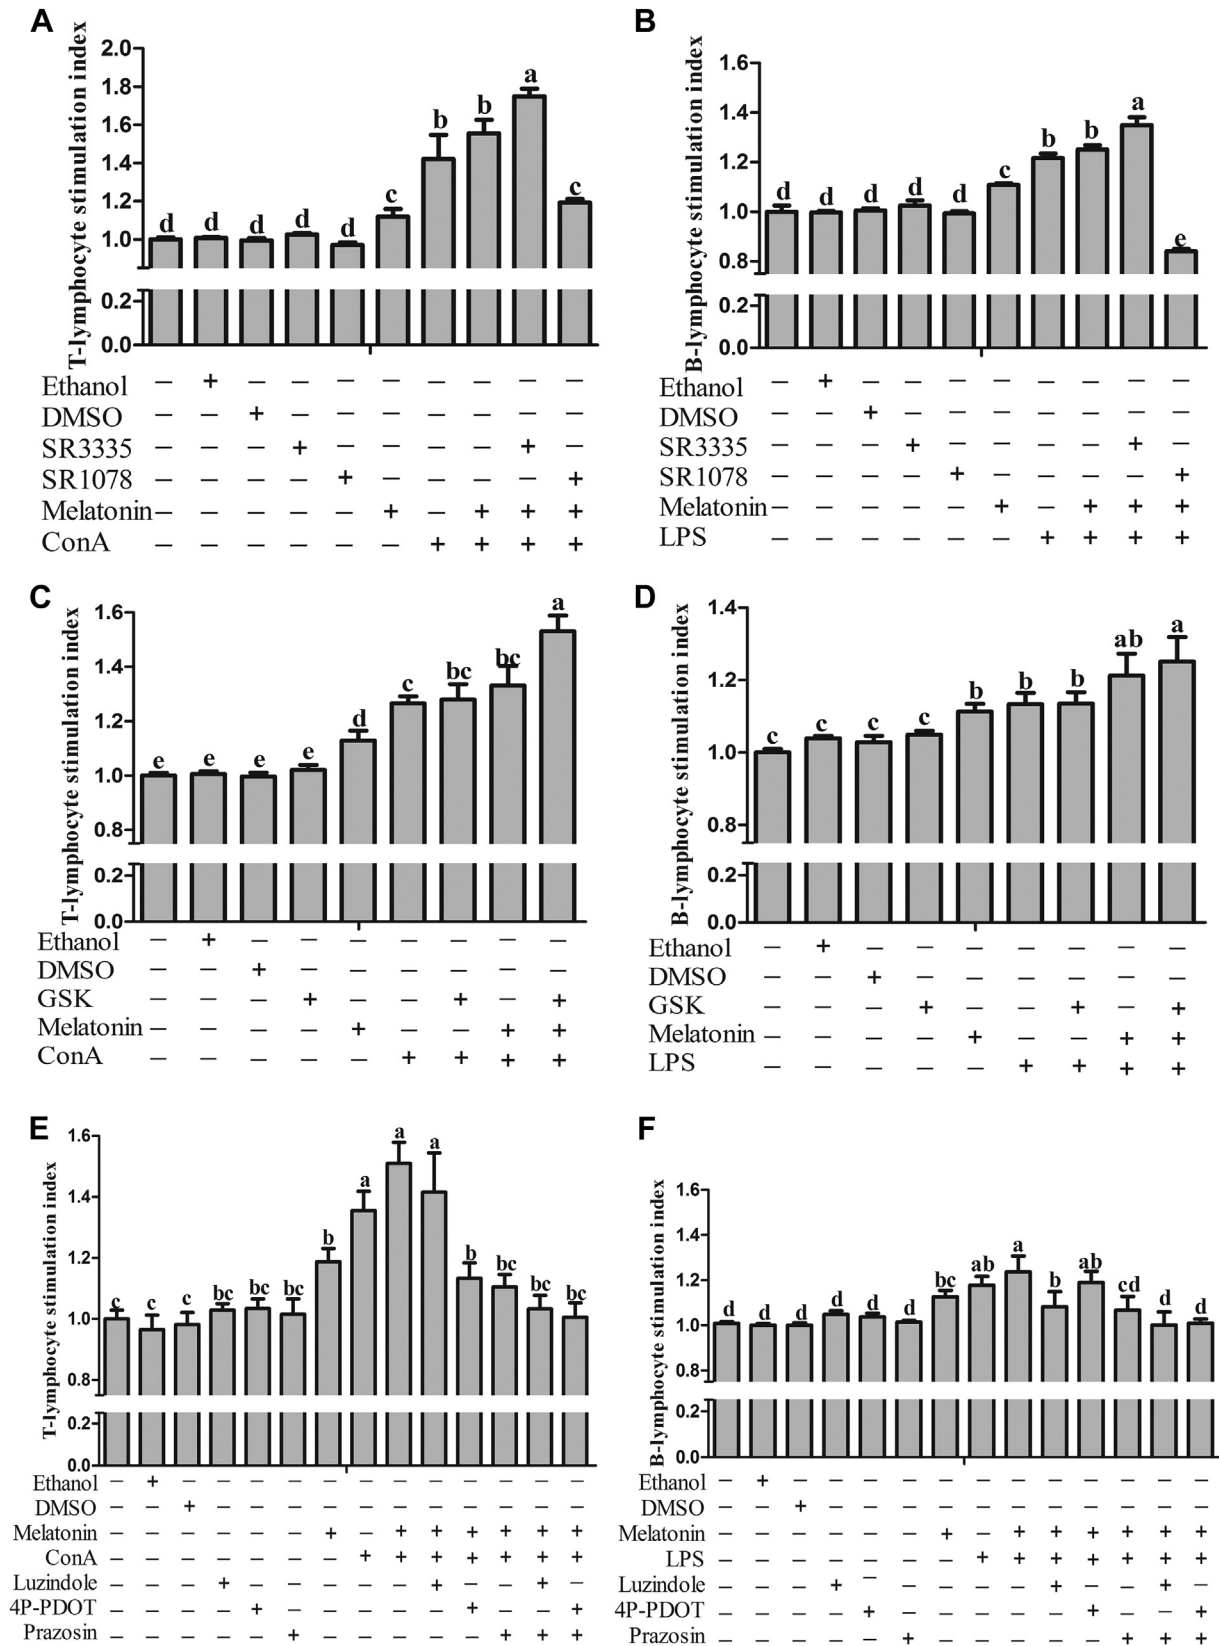 A
T-lymphocyte stimulation index
2.0
1.8
1.6
1.4
1.2
1.0
0.2
0.0
d d d d d c b b a c
Ethanol – + – – – – – – – –
DMSO – – + – – – – – – –
SR3335 – – – + – – – – + –
SR1078 – – – – + – – – – +
Melatonin – – – – – + – + + +
ConA – – – – – – + + + +
B
B-lymphocyte stimulation index
1.6
1.4
1.2
1.0
0.8
0.2
0.0
d d d d d c b b a e
Ethanol – + – – – – – – – –
DMSO – – + – – – – – – –
SR3335 – – – + – – – – + –
SR1078 – – – – + – – – – +
Melatonin – – – – – + – + + +
LPS – – – – – – + + + +
C
T-lymphocyte stimulation index
1.6
1.4
1.2
1.0
0.8
0.2
0.0
e e e e d c bc bc a
Ethanol – + – – – – – – –
DMSO – – + – – – – – –
GSK – – – + – – + – +
Melatonin – – – – + – – + +
ConA – – – – – + + + +
D
B-lymphocyte stimulation index
1.4
1.2
1.0
0.8
0.2
0.0
c c c c b b b ab a
Ethanol – + – – – – – – –
DMSO – – + – – – – – –
GSK – – – + – – + – +
Melatonin – – – – + – – + +
LPS – – – – – + + + +
E
T-lymphocyte stimulation index
1.6
1.4
1.2
1.0
0.8
0.2
0.0
c c c bc bc bc b a a a b bc bc bc
Ethanol – + – – – – – – – – – – – –
DMSO – – + – – – – – – – – – – –
Melatonin – – – – – – + – + + + + + +
ConA – – – – – – – + + + + + + +
Luzindole – – – + – – – – – + – – + –
4P-PDOT – – – – + – – – – – + – – +
Prazosin – – – – – + – – – – – + + +
F
B-lymphocyte stimulation index
1.6
1.4
1.2
1.0
0.8
0.2
0.0
d d d d d d bc ab a b ab cd d d
Ethanol – + – – – – – – – – – – – –
DMSO – – + – – – – – – – – – – –
Melatonin – – – – – – + – + + + + + +
LPS – – – – – – – + + + + + + +
Luzindole – – – + – – – – – + – – + –
4P-PDOT – – – – + – – – – – + – – +
Prazosin – – – – – + – – – – – + + +